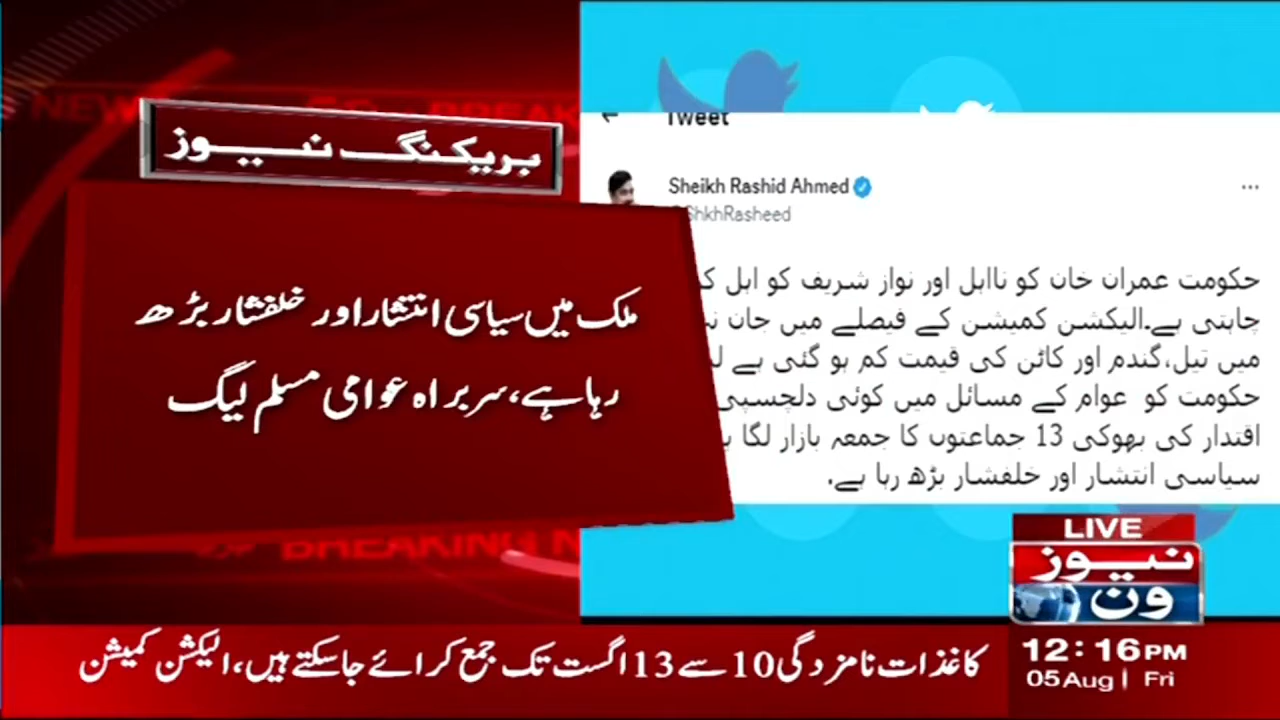 بریکنگ نیوز
ملک میں سیاسی انتشار اور خلفشار بڑھ
رہا ہے، سربراہ عوامی مسلم لیگ
Tweet
Sheikh Rashid Ahmed
ShkhRasheed
حکومت عمران خان کو نااہل اور نواز شریف کو اہل
چاہتی ہے۔الیکشن کمیشن کے فیصلے میں جان
میں تیل،گندم اور کاٹن کی قیمت کم ہو گئی ہے
حکومت کو عوام کے مسائل میں کوئی دلچسپی
اقتدار کی بھوکی 13 جماعتوں کا جمعہ بازار لگا
سیاسی انتشار اور خلفشار بڑھ رہا ہے۔
BREAKING N
LIVE
نیوز
ون
کاغذات نامزدگی 10 سے 13 اگست تک جمع کرائے جاسکتے ہیں، الیکشن کمیشن
12:16PM
05Aug | Fri